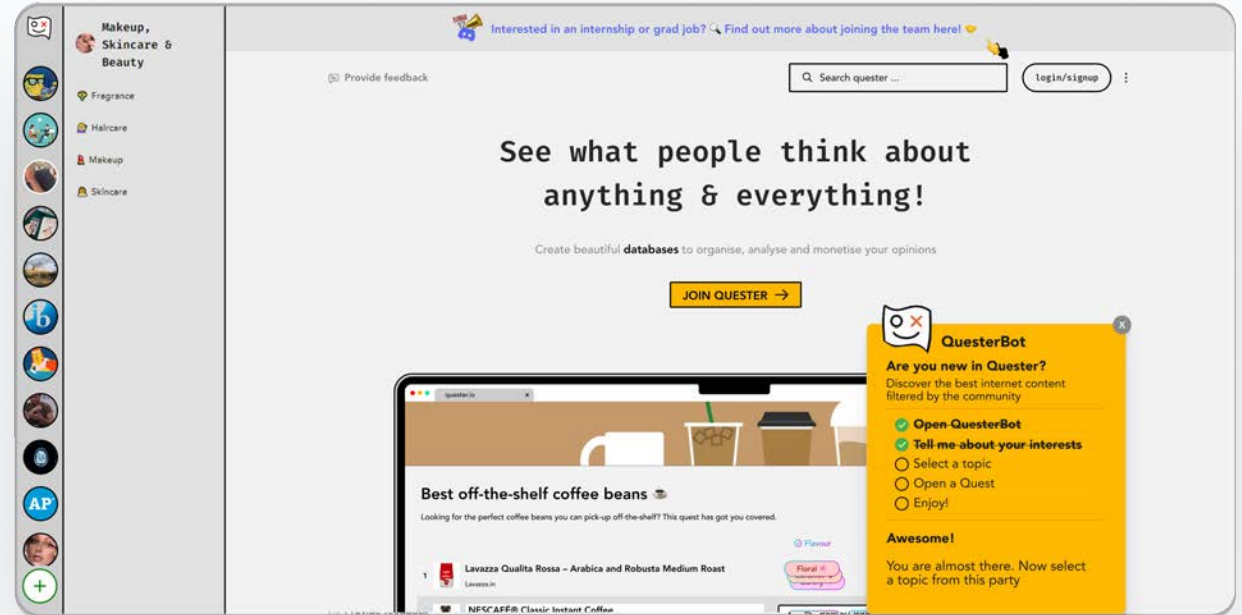 Makeup,
Skincare &
Beauty
Fragrance
Haircare
Makeup
Skincare
AP
Interested in an internship or grad job? 🔍 Find out more about joining the team here!
Provide feedback
Search quester ...
login/signup
See what people think about
anything & everything!
Create beautiful databases to organise, analyse and monetise your opinions
JOIN QUESTER →
quester.io
x
Best off-the-shelf coffee beans ☕
Looking for the perfect coffee beans you can pick-up off-the-shelf? This quest has got you covered.
Flavour
1
Lavazza Qualita Rossa – Arabica and Robusta Medium Roast
Lavazza.in
Floral
NESCAFÉ® Classic Instant Coffee
X
QuesterBot
Are you new in Quester?
Discover the best internet content
filtered by the community
Open QuesterBot
Tell me about your interests
Select a topic
Open a Quest
Enjoy!
Awesome!
You are almost there. Now select
a topic from this party